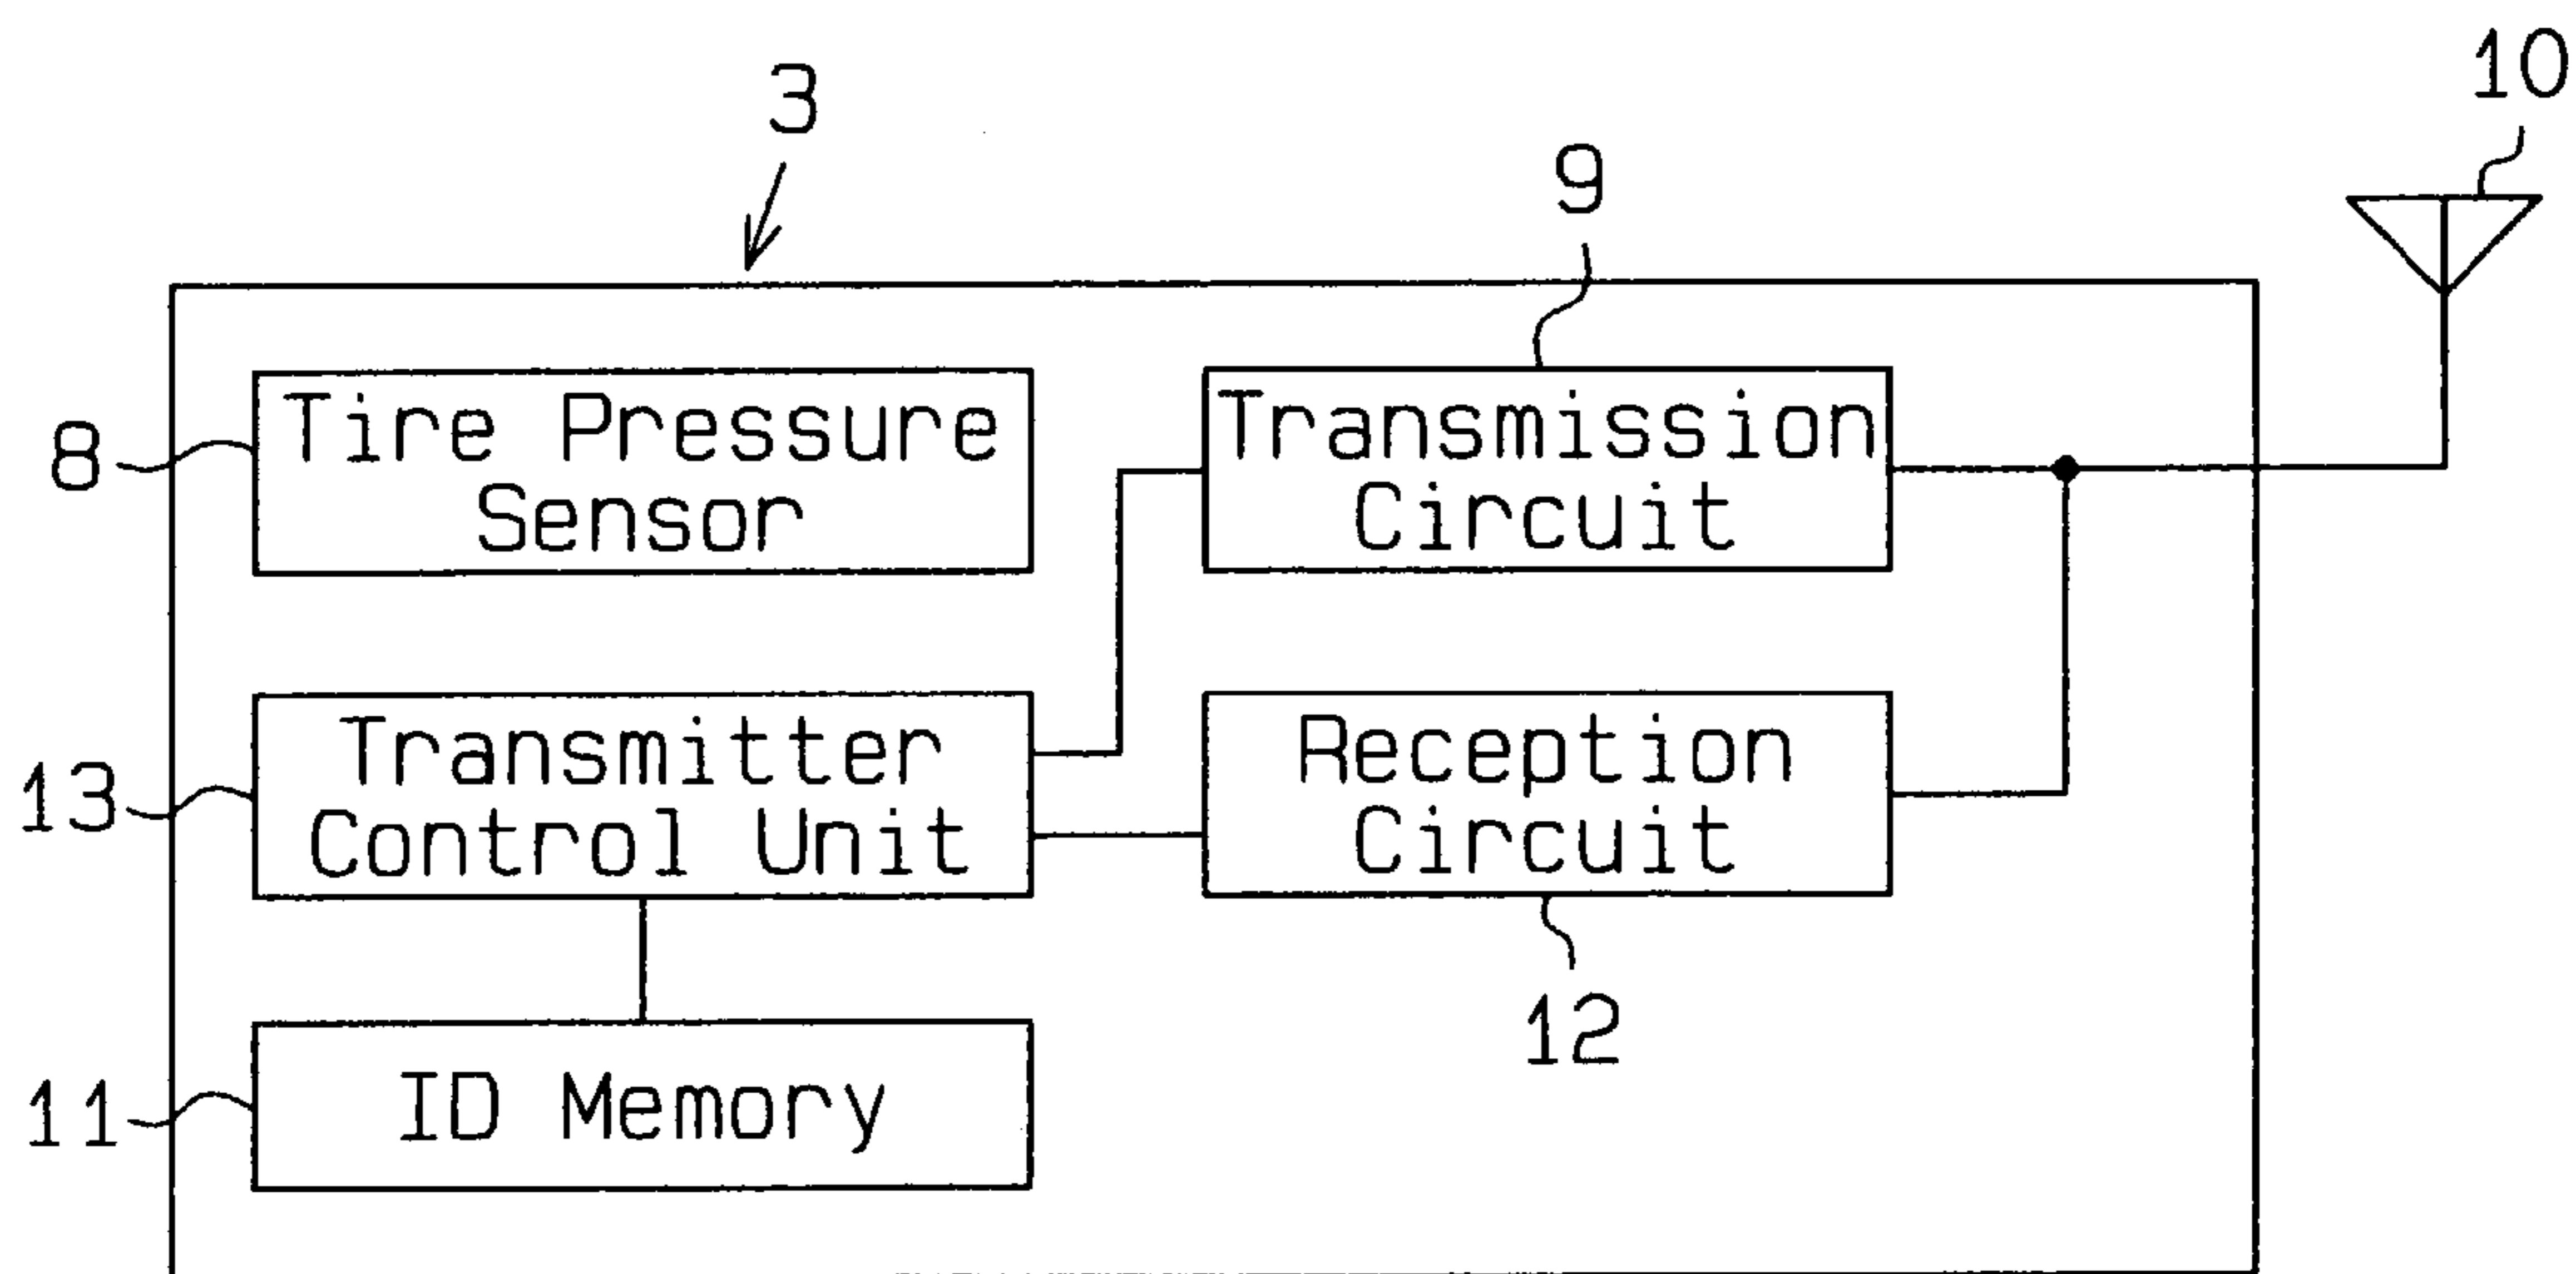 10
3
9
Tire Pressure
Sensor
8
Transmission
Circuit
Transmitter
Control Unit
13
Reception
Circuit
12
ID Memory
11